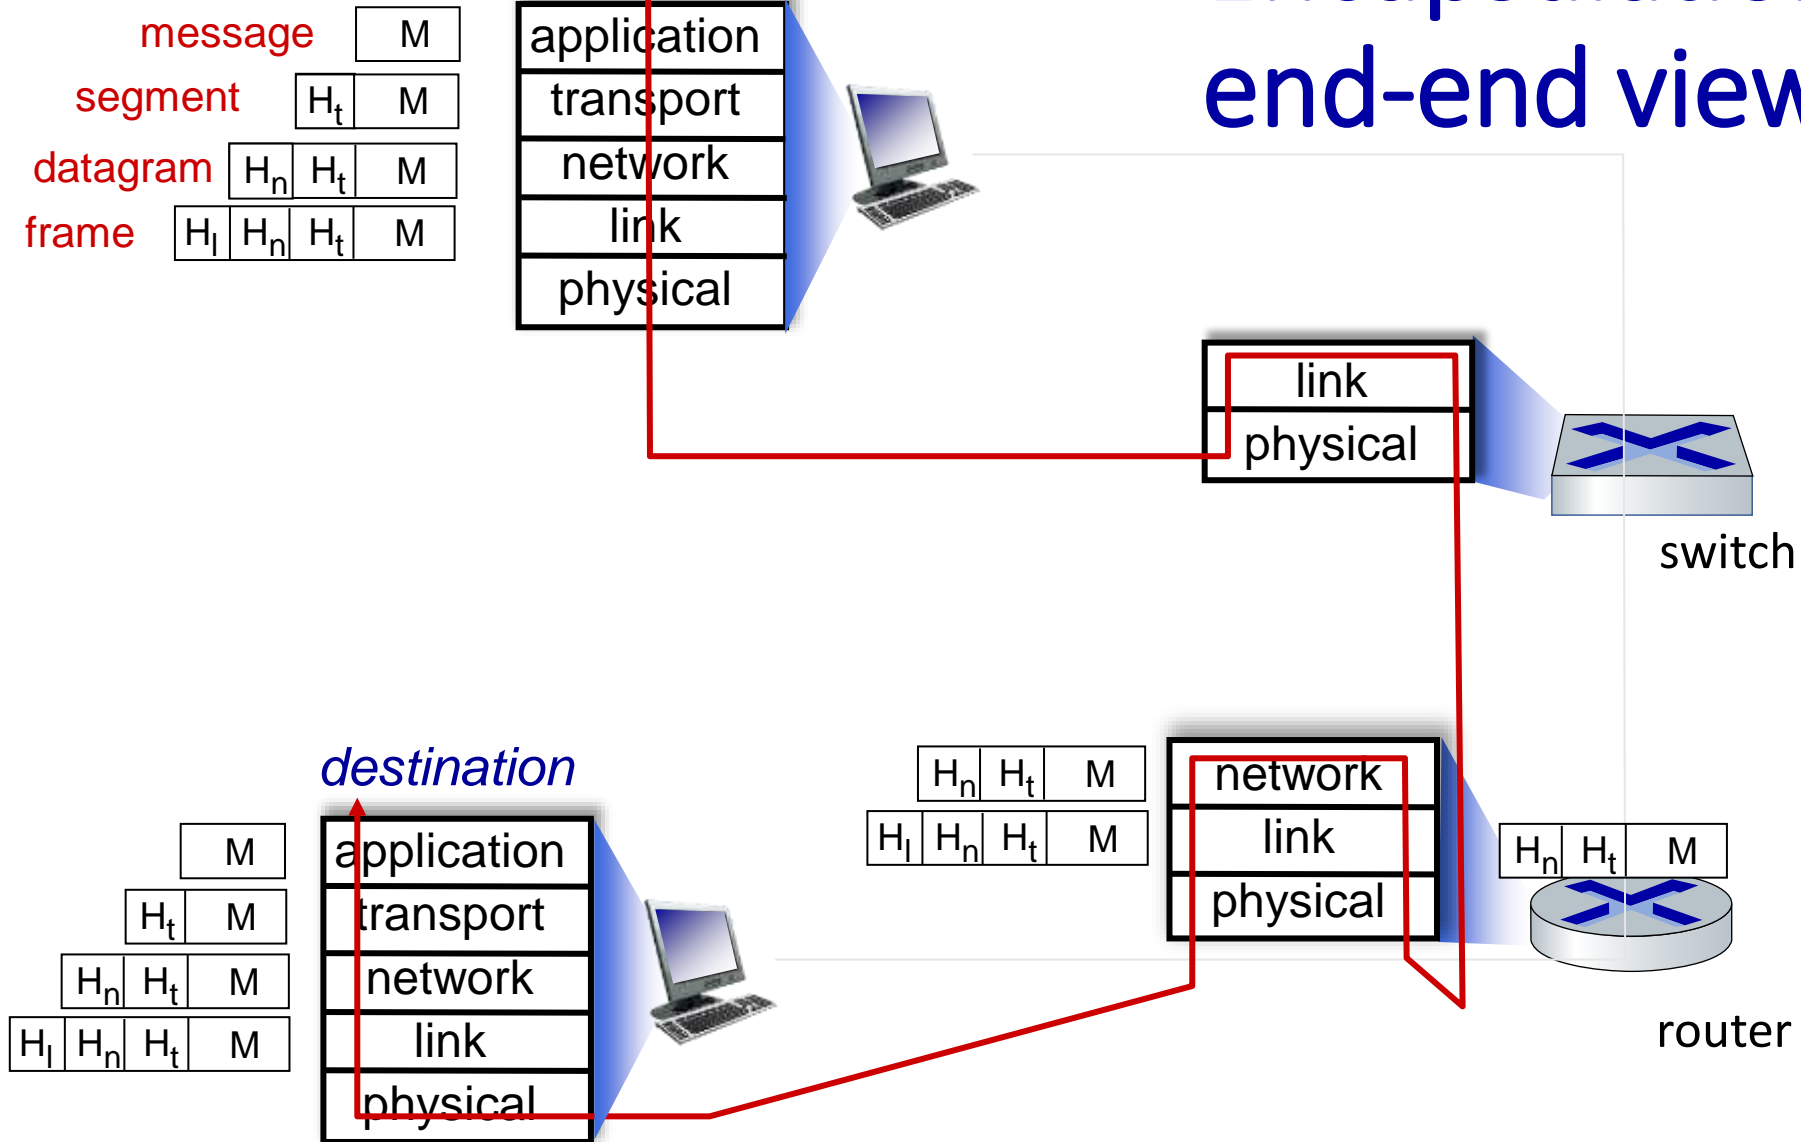 end-end view
message M
segment Ht M
datagram Hn Ht M
frame Hl Hn Ht M
application
transport
network
link
physical
link
physical
switch
destination
M
Ht M
Hn Ht M
Hl Hn Ht M
application
transport
network
link
physical
Hn Ht M
Hl Hn Ht M
network
link
physical
Hn Ht M
router